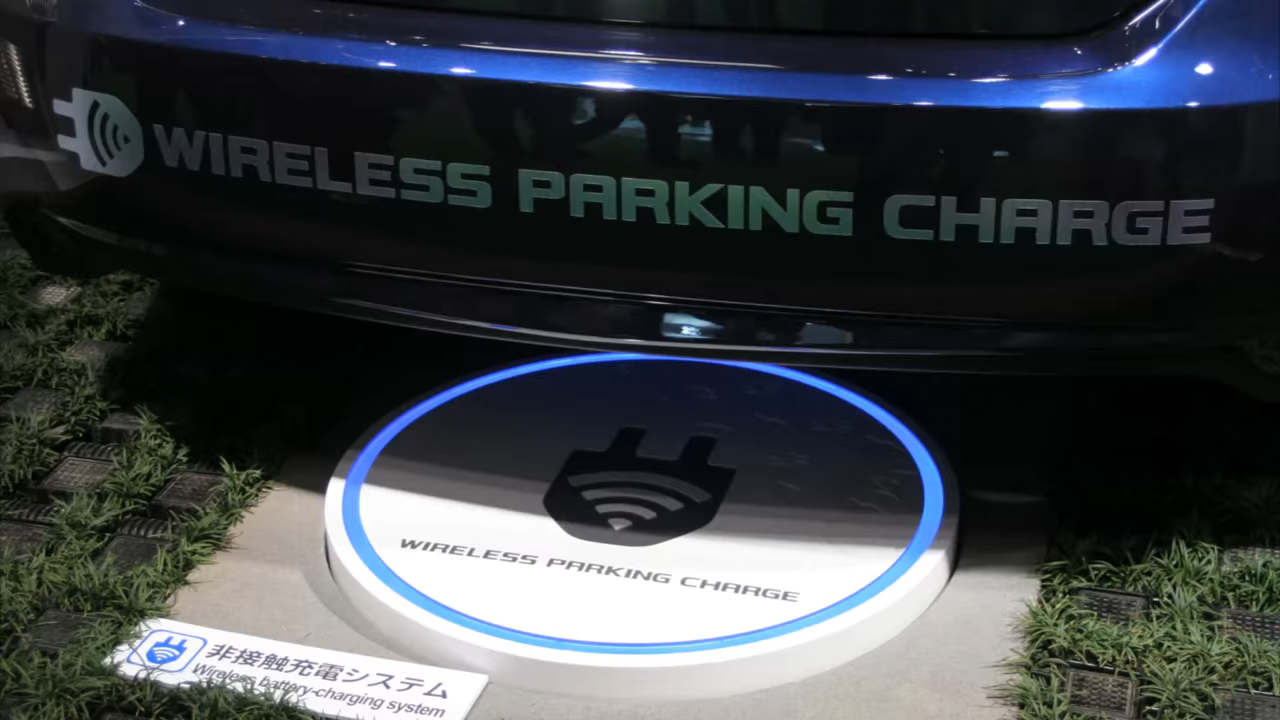 WIRELESS PARKING CHARGE
WIRELESS PARKING CHARGE
非接触充電システム
Wireless battery-charging system